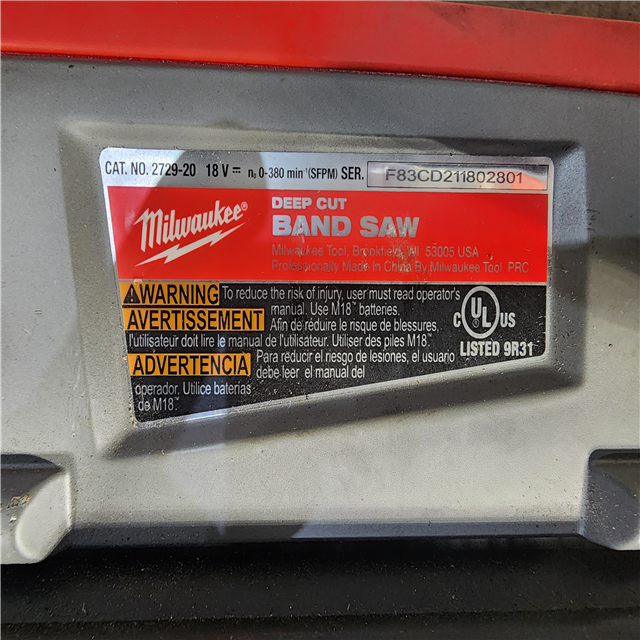 CAT. NO. 2729-20 18 V ⎓ n₀ 0-380 min⁻¹(SFPM) SER. F83CD211802801
Milwaukee®
DEEP CUT
BAND SAW
Milwaukee Tool, Brookfield, WI 53005 USA
Professionally Made in China By Milwaukee Tool, PRC
WARNING To reduce the risk of injury, user must read operator's
manual. Use M18™ batteries.
AVERTISSEMENT Afin de réduire le risque de blessures,
l'utilisateur doit lire le manuel de l'utilisateur. Utiliser des piles M18™.
ADVERTENCIA Para reducir el riesgo de lesiones, el usuario
debe leer el manual del
operador. Utilice baterías
de M18™.
C UL US
LISTED 9R31